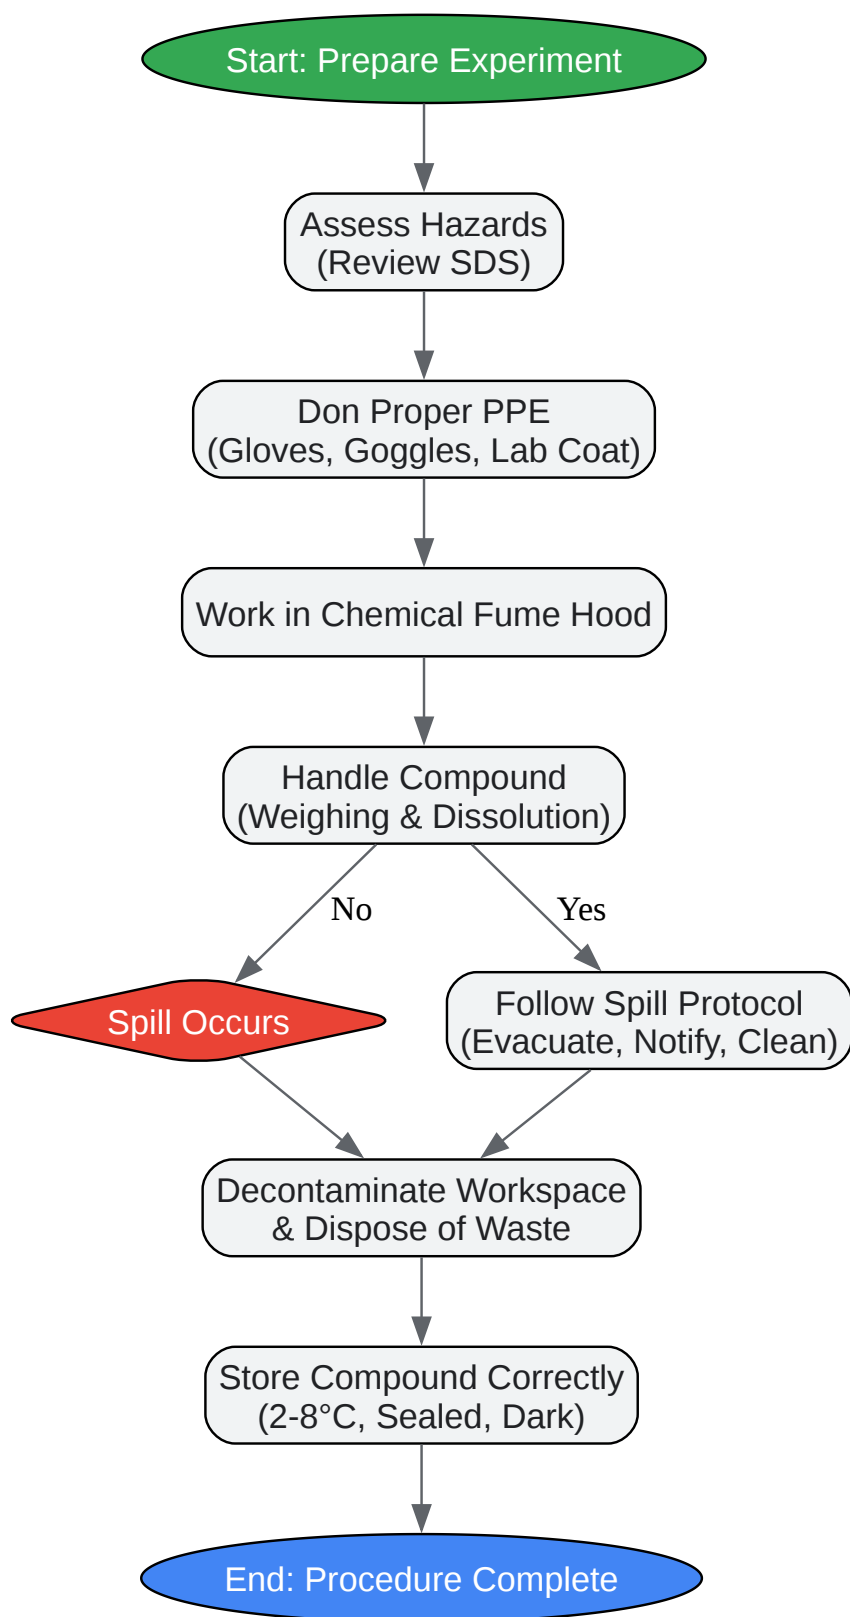 Start: Prepare Experiment
Assess Hazards
(Review SDS)
Don Proper PPE
(Gloves, Goggles, Lab Coat)
Work in Chemical Fume Hood
Handle Compound
(Weighing & Dissolution)
No
Yes
Spill Occurs
Follow Spill Protocol
(Evacuate, Notify, Clean)
Decontaminate Workspace
& Dispose of Waste
Store Compound Correctly
(2-8°C, Sealed, Dark)
End: Procedure Complete